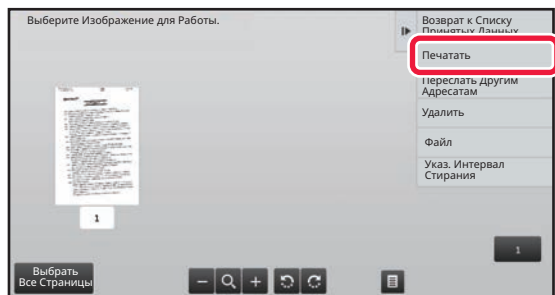 Выберите Изображение для Работы.
Возврат к Списку
Принятых Данных
Печатать
Переслать Другим
Адресатам
Удалить
Файл
Указ. Интервал
Стирания
1
1
Выбрать
Все Страницы